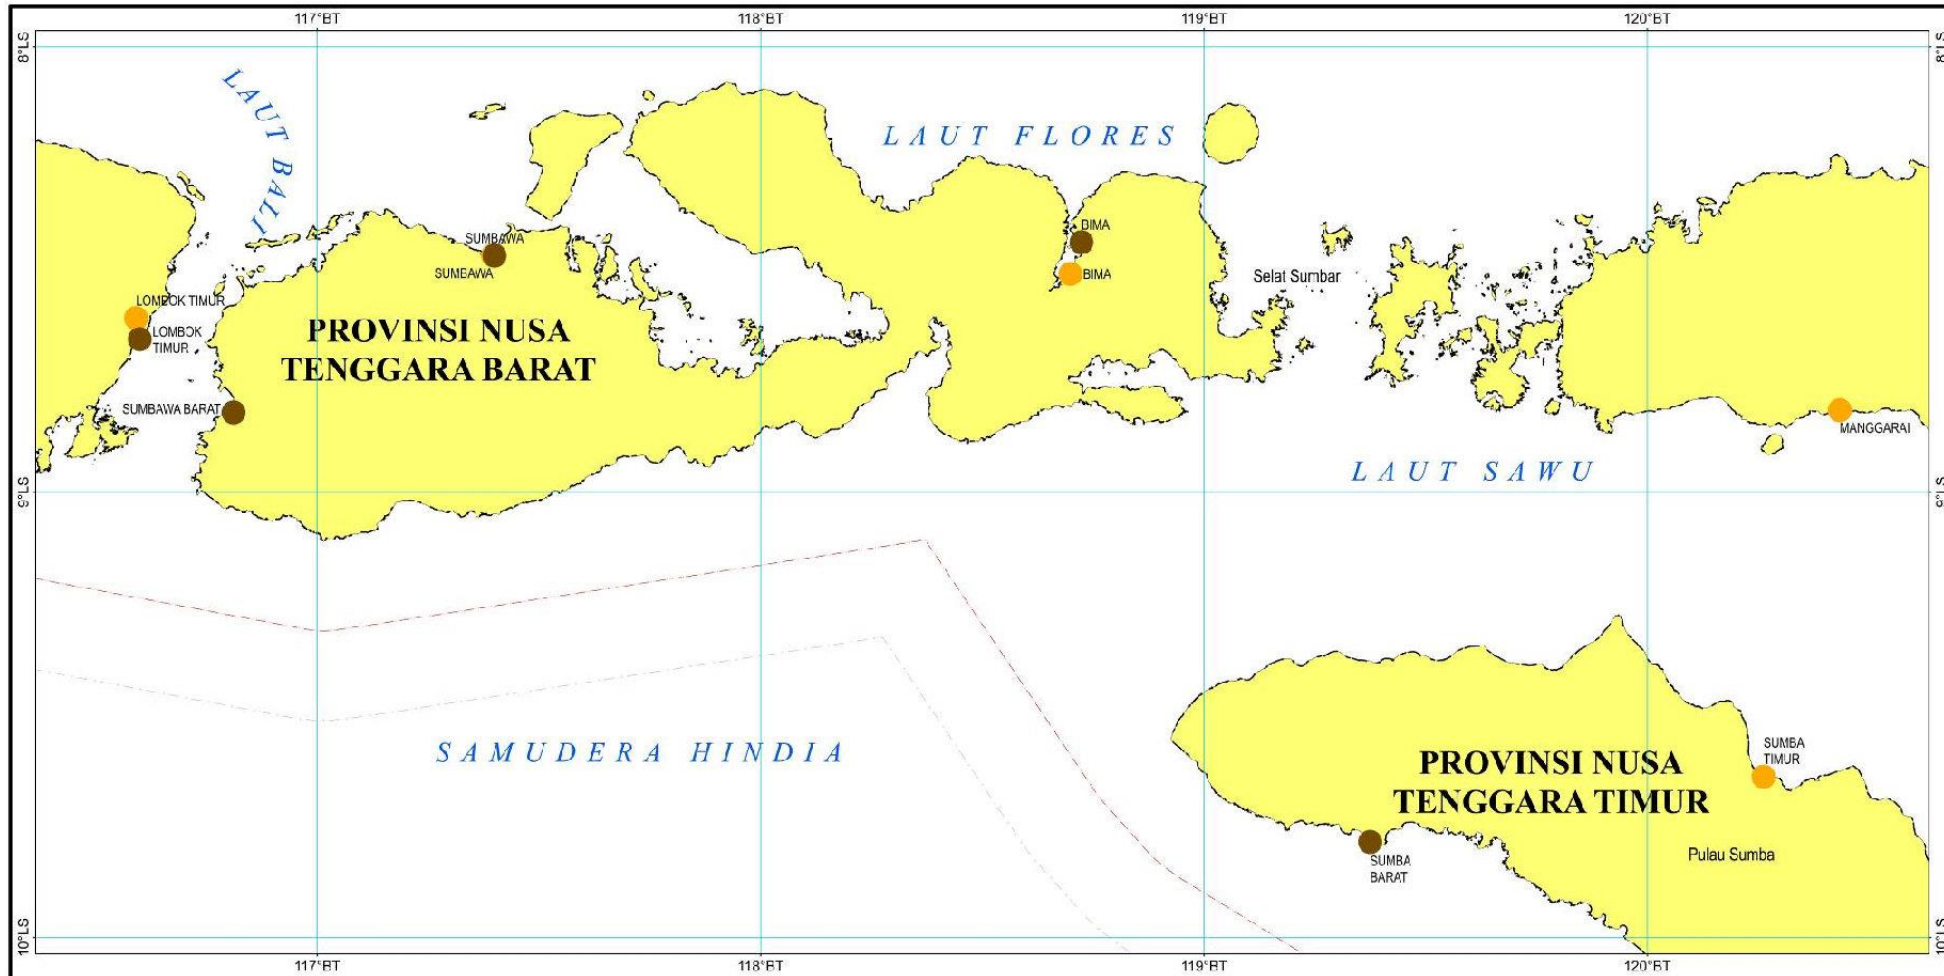 117°BT
118°BT
119°BT
120°BT
8°LS
8°LS
LAUT BALI
LAUT FLORES
SUMBAWA
SUMBAWA
BIMA
BIMA
Selat Sumbar
LOMBOK TIMUR
LOMBOK
TIMUR
PROVINSI NUSA
TENGGARA BARAT
SUMBAWA BARAT
MANGGARAI
LAUT SAWU
9°LS
9°LS
SAMUDERA HINDIA
SUMBA
TIMUR
PROVINSI NUSA
TENGGARA TIMUR
Pulau Sumba
SUMBA
BARAT
10°LS
10°LS
117°BT
118°BT
119°BT
120°BT